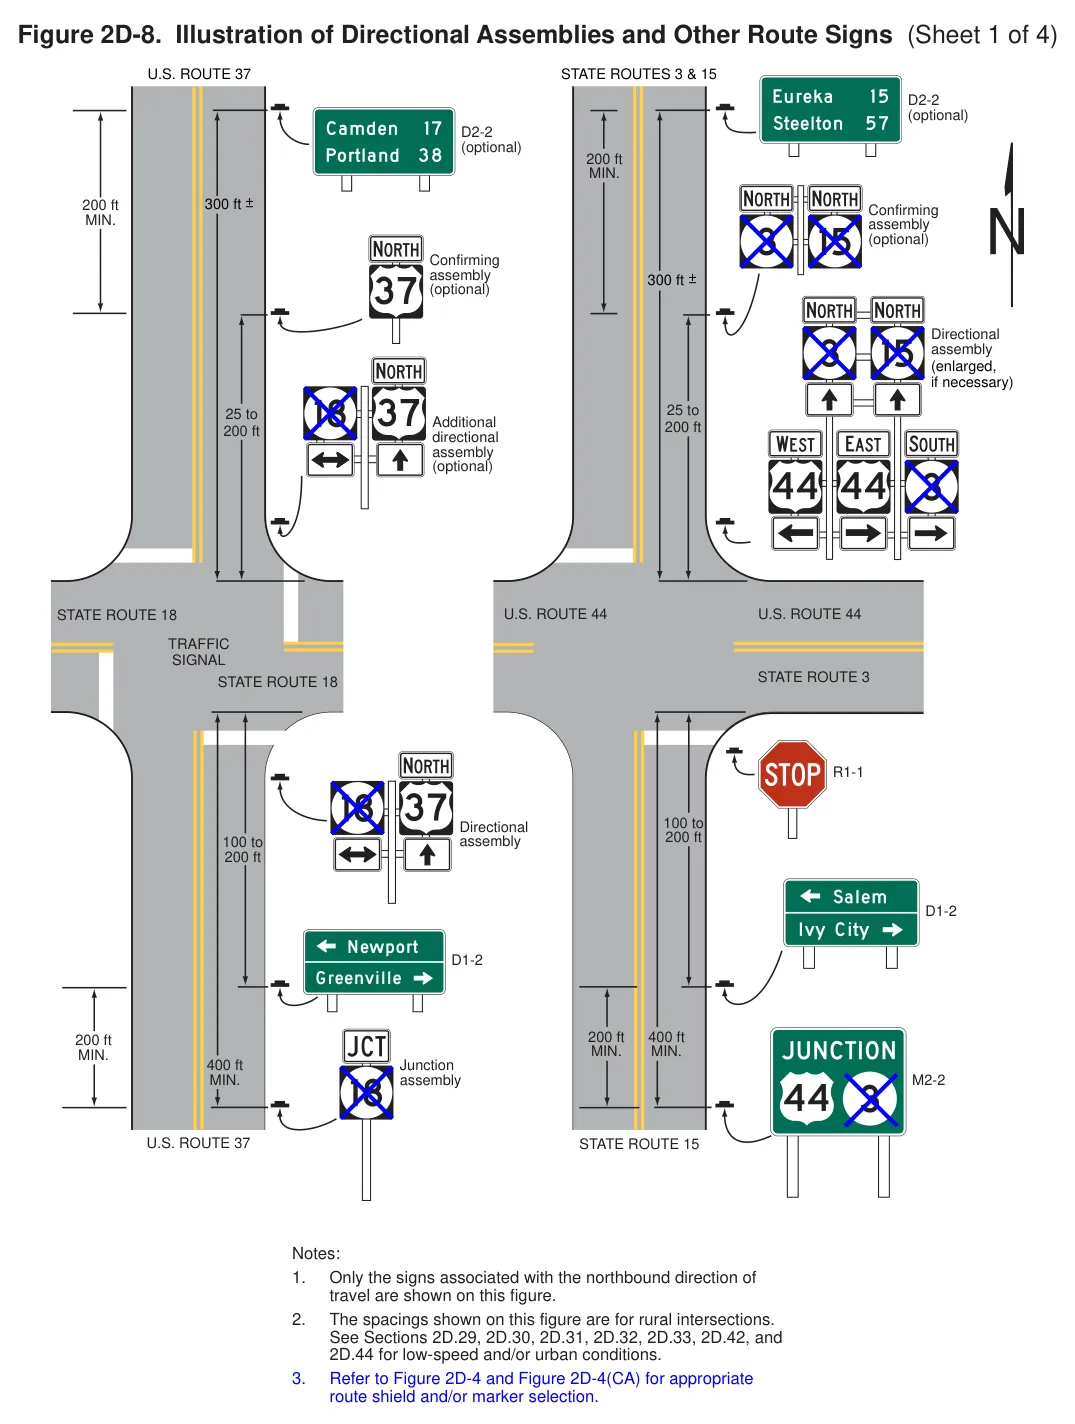 Figure 2D-8. Illustration of Directional Assemblies and Other Route Signs (Sheet 1 of 4)
U.S. ROUTE 37
200 ft
MIN.
300 ft ±
Camden 17
Portland 38
D2-2
(optional)
NORTH
37
Confirming
assembly
(optional)
25 to
200 ft
18
NORTH
37
Additional
directional
assembly
(optional)
STATE ROUTE 18
TRAFFIC
SIGNAL
STATE ROUTE 18
100 to
200 ft
18
NORTH
37
Directional
assembly
Newport
Greenville
D1-2
200 ft
MIN.
400 ft
MIN.
JCT
18
Junction
assembly
U.S. ROUTE 37
STATE ROUTES 3 & 15
200 ft
MIN.
300 ft ±
Eureka 15
Steelton 57
D2-2
(optional)
NORTH NORTH
3 15
Confirming
assembly
(optional)
N
25 to
200 ft
NORTH NORTH
3 15
Directional
assembly
(enlarged,
if necessary)
WEST EAST SOUTH
44 44 3
U.S. ROUTE 44
U.S. ROUTE 44
STATE ROUTE 3
STOP
R1-1
100 to
200 ft
Salem
Ivy City
D1-2
200 ft
MIN.
400 ft
MIN.
JUNCTION
44 3
M2-2
STATE ROUTE 15
Notes:
1. Only the signs associated with the northbound direction of
travel are shown on this figure.
2. The spacings shown on this figure are for rural intersections.
See Sections 2D.29, 2D.30, 2D.31, 2D.32, 2D.33, 2D.42, and
2D.44 for low-speed and/or urban conditions.
3. Refer to Figure 2D-4 and Figure 2D-4(CA) for appropriate
route shield and/or marker selection.